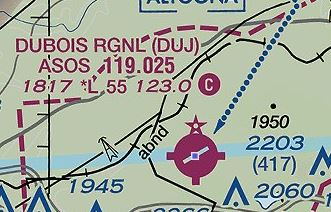 ALTOONA
DUBOIS RGNL (DUJ)
ASOS 119.025
1817 *L 55 123.0 C
1950
abnd
2203
(417)
1945
2060